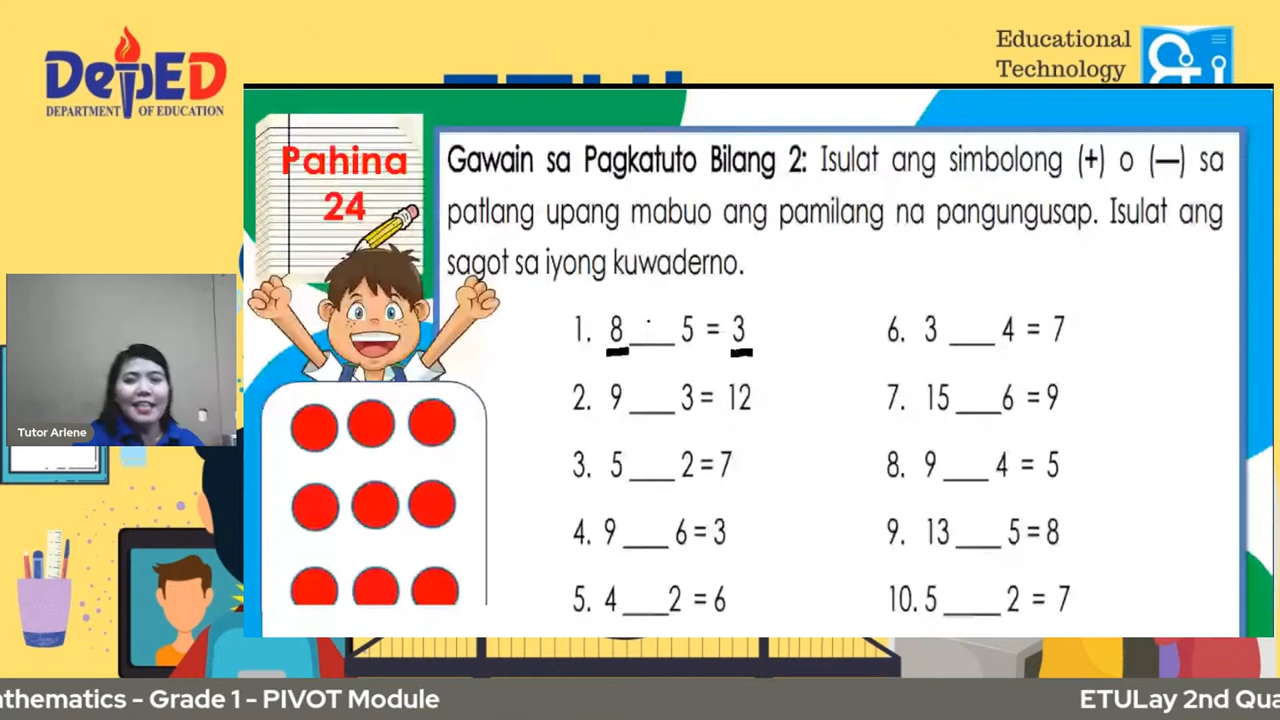 DepED
DEPARTMENT OF EDUCATION
Educational
Technology
Pahina
24
Gawain sa Pagkatuto Bilang 2: Isulat ang simbolong (+) o (—) sa
patlang upang mabuo ang pamilang na pangungusap. Isulat ang
sagot sa iyong kuwaderno.
1. 8 ___ 5 = 3
2. 9 ___ 3 = 12
3. 5 ___ 2 = 7
4. 9 ___ 6 = 3
5. 4 ___ 2 = 6
6. 3 ___ 4 = 7
7. 15 ___ 6 = 9
8. 9 ___ 4 = 5
9. 13 ___ 5 = 8
10. 5 ___ 2 = 7
Tutor Arlene
athematics - Grade 1 - PIVOT Module
ETULay 2nd Qua